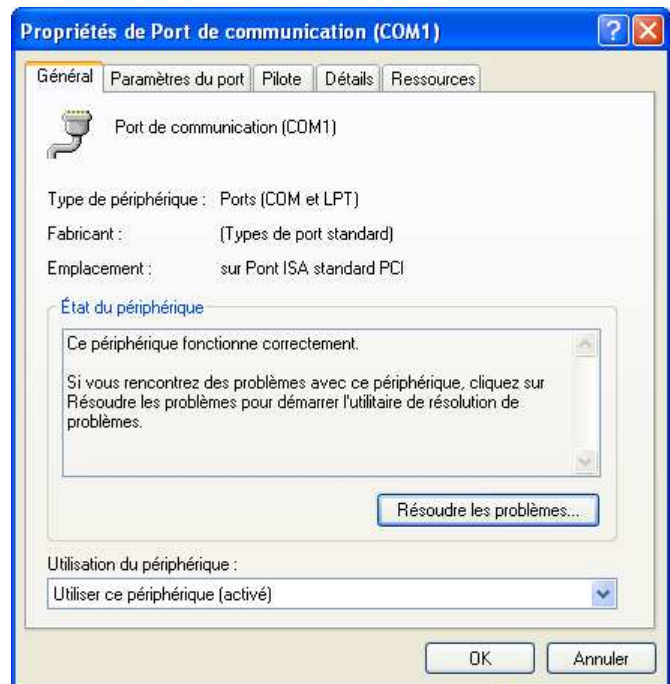 Propriétés de Port de communication (COM1)
Général Paramètres du port Pilote Détails Ressources
Port de communication (COM1)
Type de périphérique : Ports (COM et LPT)
Fabricant : (Types de port standard)
Emplacement : sur Pont ISA standard PCI
État du périphérique
Ce périphérique fonctionne correctement.
Si vous rencontrez des problèmes avec ce périphérique, cliquez sur
Résoudre les problèmes pour démarrer l'utilitaire de résolution de
problèmes.
Résoudre les problèmes...
Utilisation du périphérique :
Utiliser ce périphérique (activé)
OK Annuler